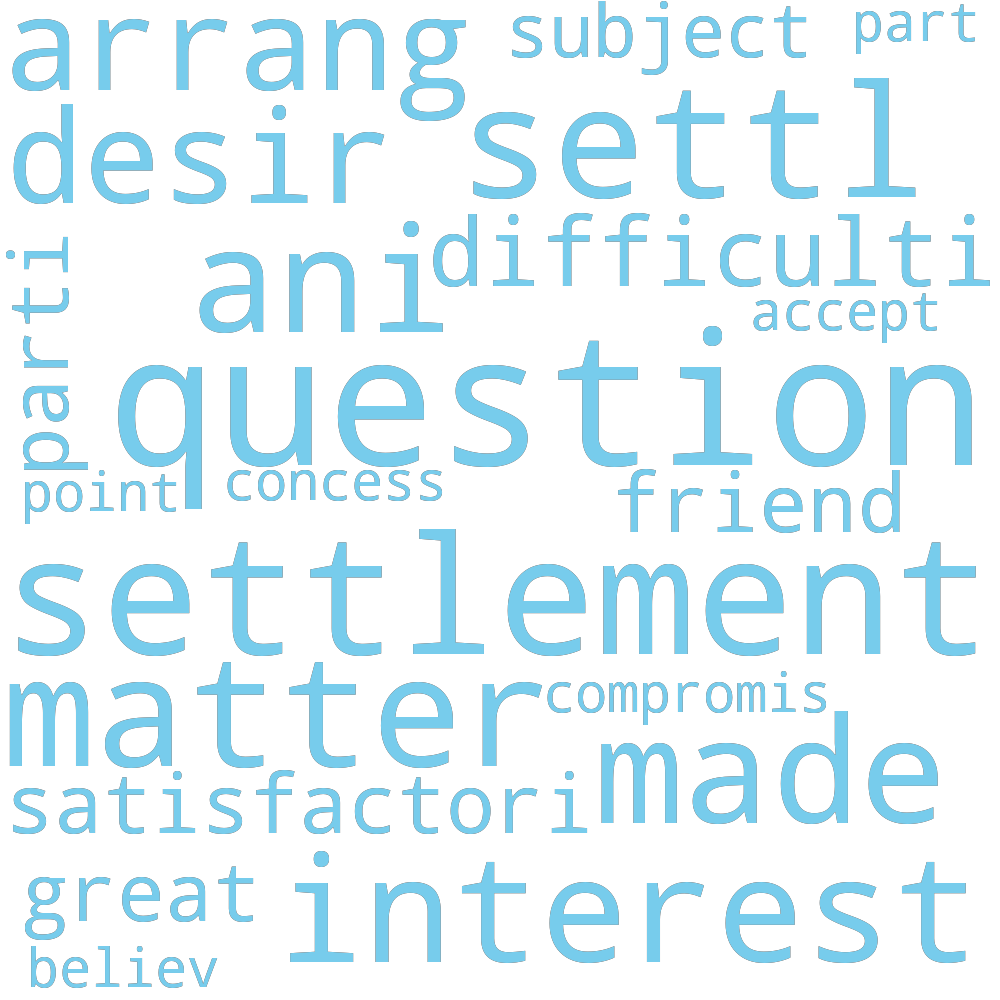 arrang
subject
part
desir
settl
ani
difficulti
parti
accept
question
point
concess
friend
settlement
matter
compromis
made
satisfactori
great
interest
believ